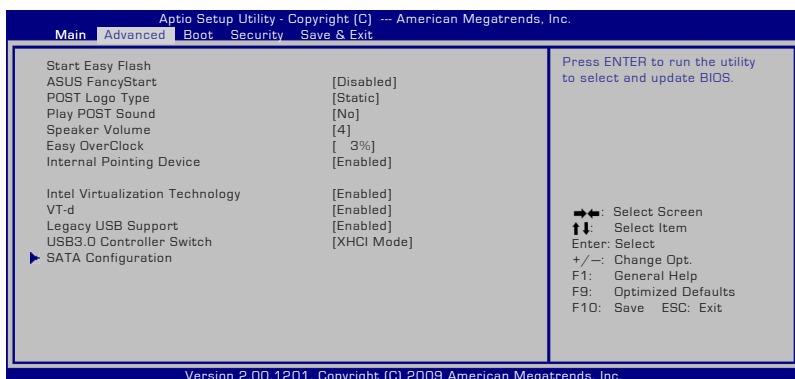 Aptio Setup Utility - Copyright (C) --- American Megatrends, Inc.
Main Advanced Boot Security Save & Exit
Start Easy Flash
ASUS FancyStart [Disabled]
POST Logo Type [Static]
Play POST Sound [No]
Speaker Volume [4]
Easy OverClock [ 3%]
Internal Pointing Device [Enabled]
Intel Virtualization Technology [Enabled]
VT-d [Enabled]
Legacy USB Support [Enabled]
USB3.0 Controller Switch [XHCI Mode]
SATA Configuration
Press ENTER to run the utility
to select and update BIOS.
→←: Select Screen
↑↓: Select Item
Enter: Select
+/—: Change Opt.
F1: General Help
F9: Optimized Defaults
F10: Save ESC: Exit
Version 2.00.1201. Copyright (C) 2009 American Megatrends, Inc.